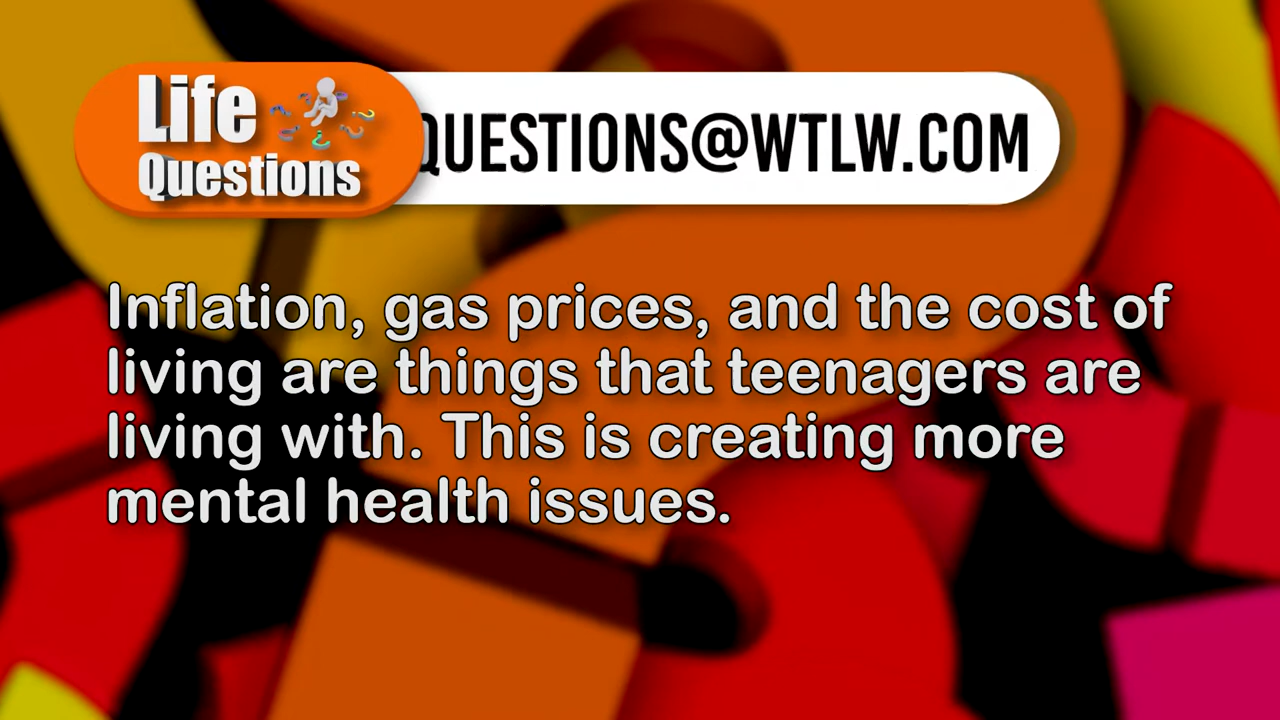 Life
Questions
QUESTIONS@WTLW.COM
Inflation, gas prices, and the cost of
living are things that teenagers are
living with. This is creating more
mental health issues.